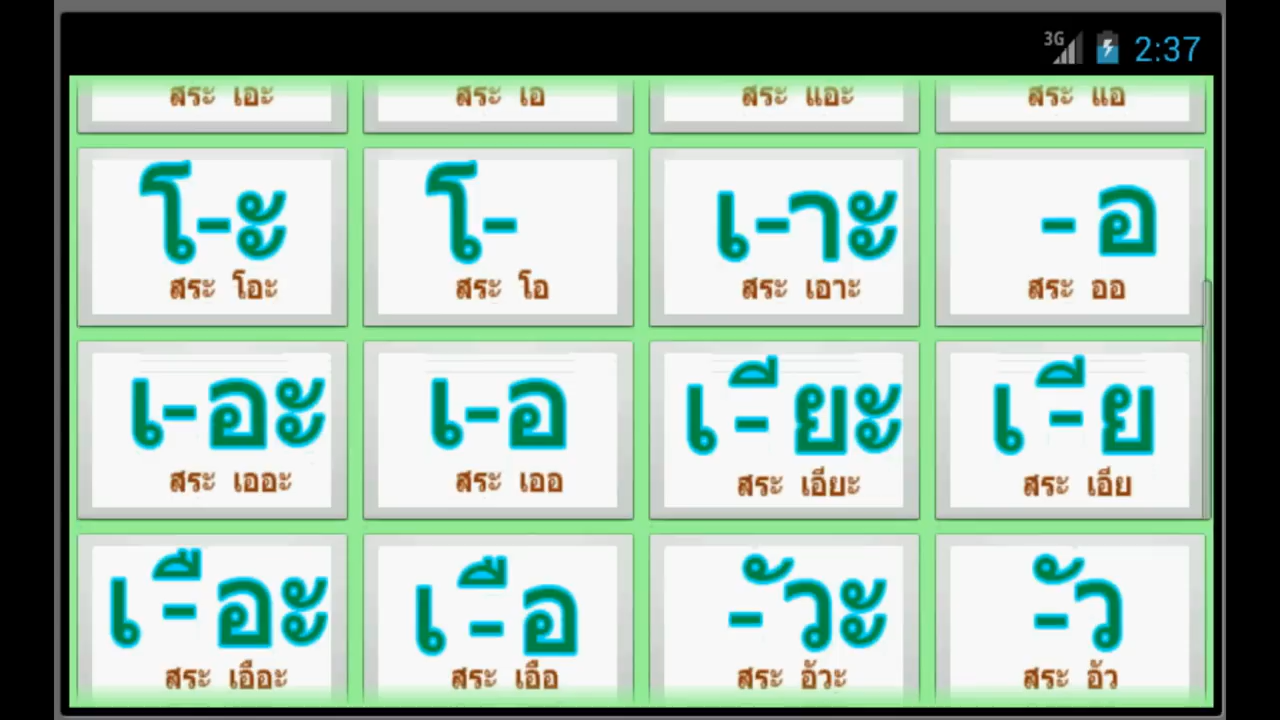 3G 2:37
สระ เอะ สระ เอ สระ แอะ สระ แอ
โ-ะ โ- เ-าะ -อ
สระ โอะ สระ โอ สระ เอาะ สระ ออ
เ-อะ เ-อ เ-ียะ เ-ีย
สระ เออะ สระ เออ สระ เอียะ สระ เอีย
เ-ือะ เ-ือ -ัวะ -ัว
สระ เอือะ สระ เอือ สระ อัวะ สระ อัว